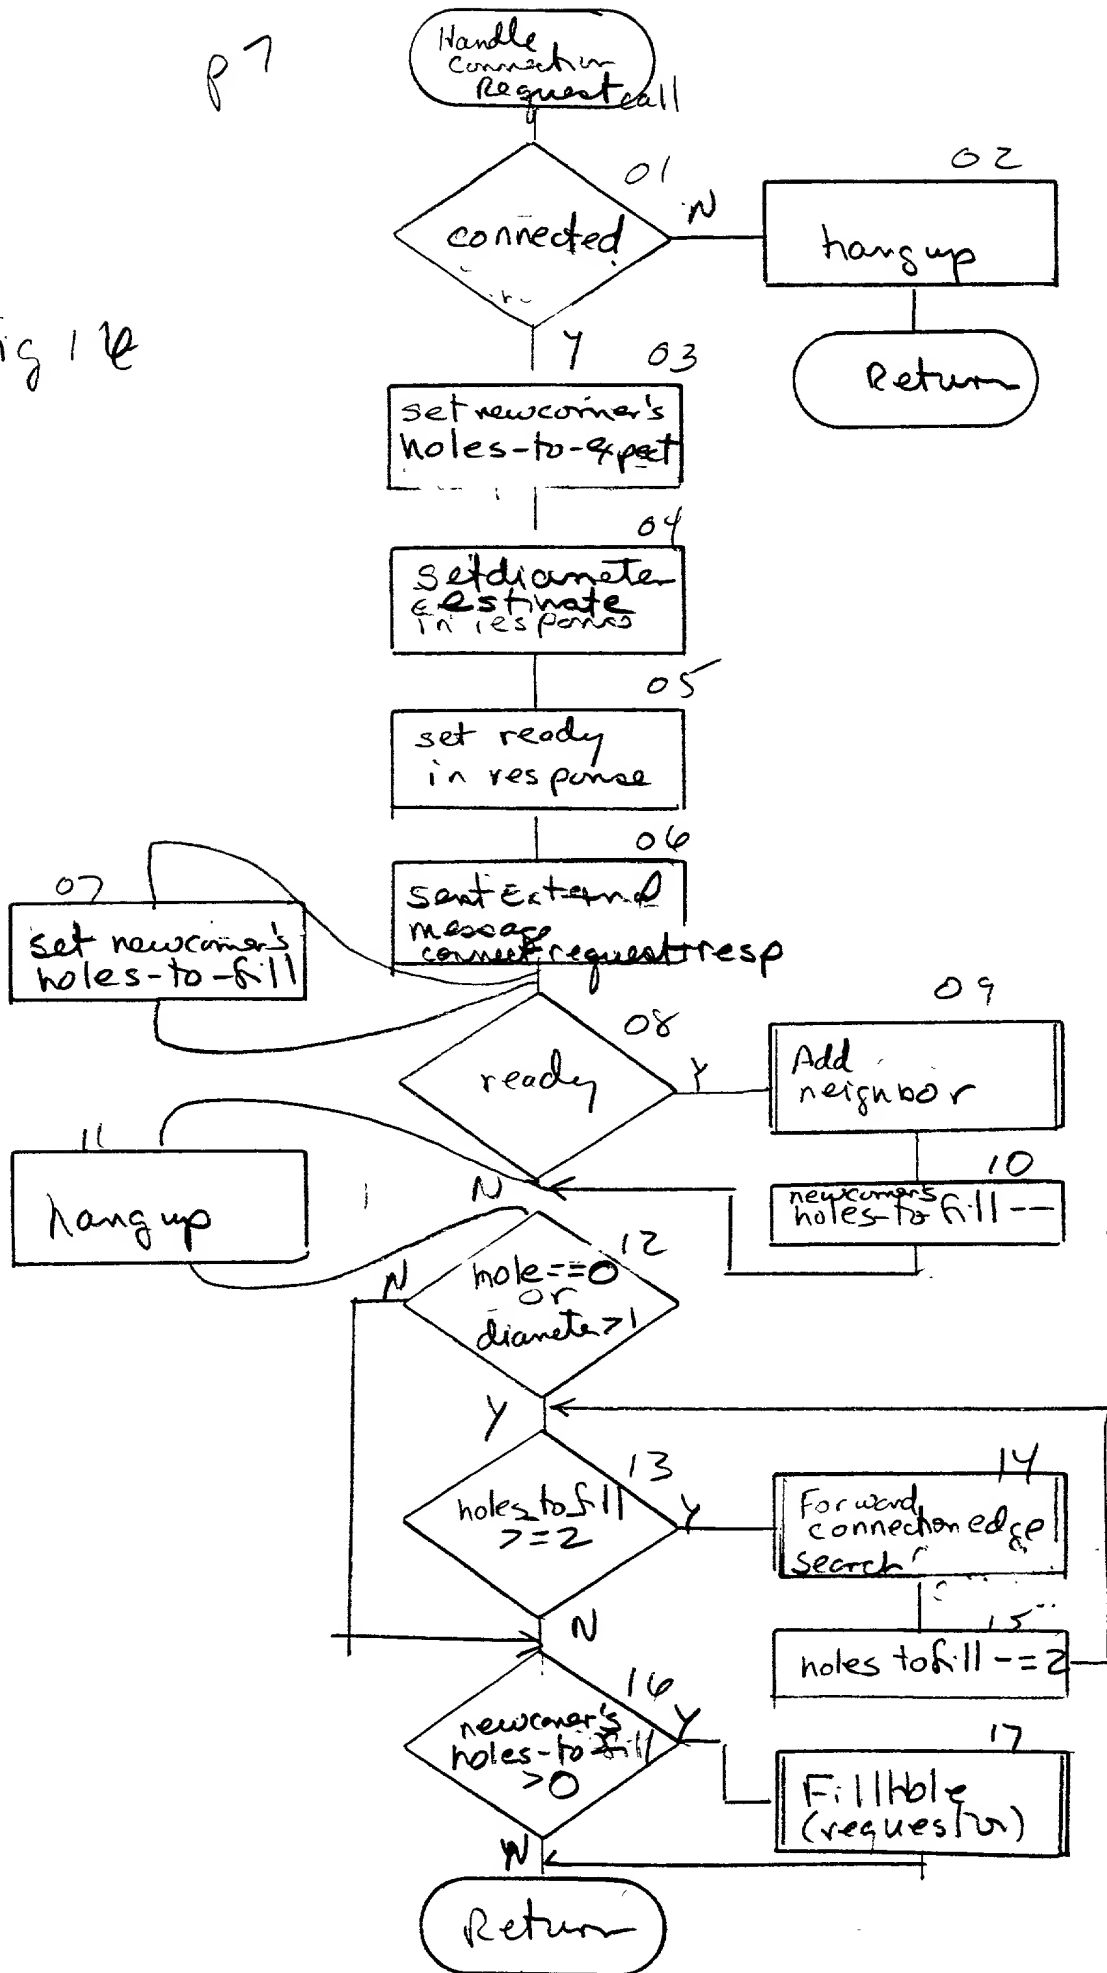 p7
Handle
Connection
Request call
01
02
connected
N
hang up
Y
Return
Fig 16
03
set newcomer's
holes-to-expect
04
Set diameter
estimate
in response
05
set ready
in response
06
sent External
message
connect request resp
07
set newcomer's
holes-to-fill
08
ready
Y
09
Add
neighbor
N
10
newcomer's
holes-to fill --
11
hang up
12
hole==0
or
diameter>1
N
Y
13
holes to fill
>=2
Y
14
Forward
connection edge
search
N
15
holes to fill -=2
16
newcomer's
holes-to-fill
>0
Y
17
Fill Hole
(requestor)
N
Return